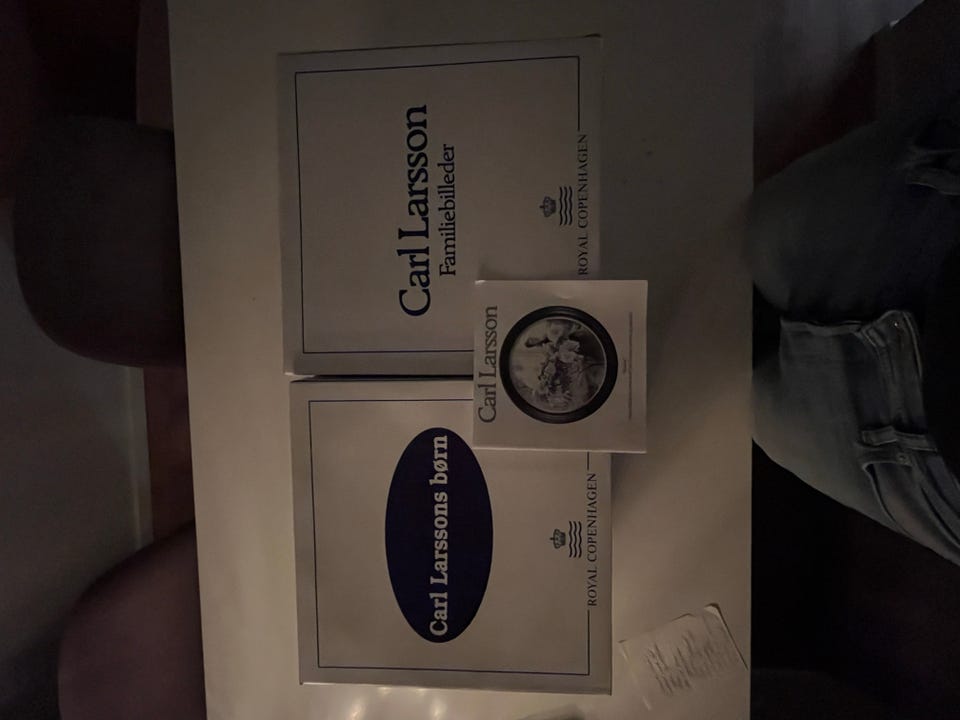 Carl Larsson
Familiebilleder
ROYAL COPENHAGEN
Carl Larsson
Carl Larssons børn
ROYAL COPENHAGEN